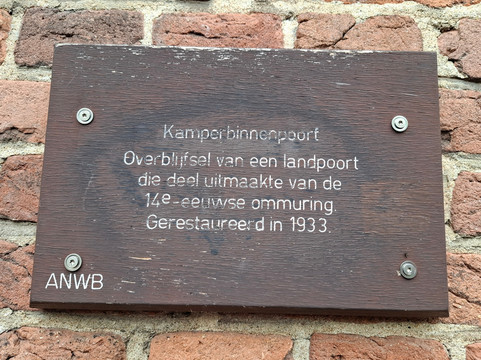 Kamperbinnenpoort
Overblijfsel van een landpoort
die deel uitmaakte van de
14e-eeuwse ommuring.
Gerestaureerd in 1933.
ANWB